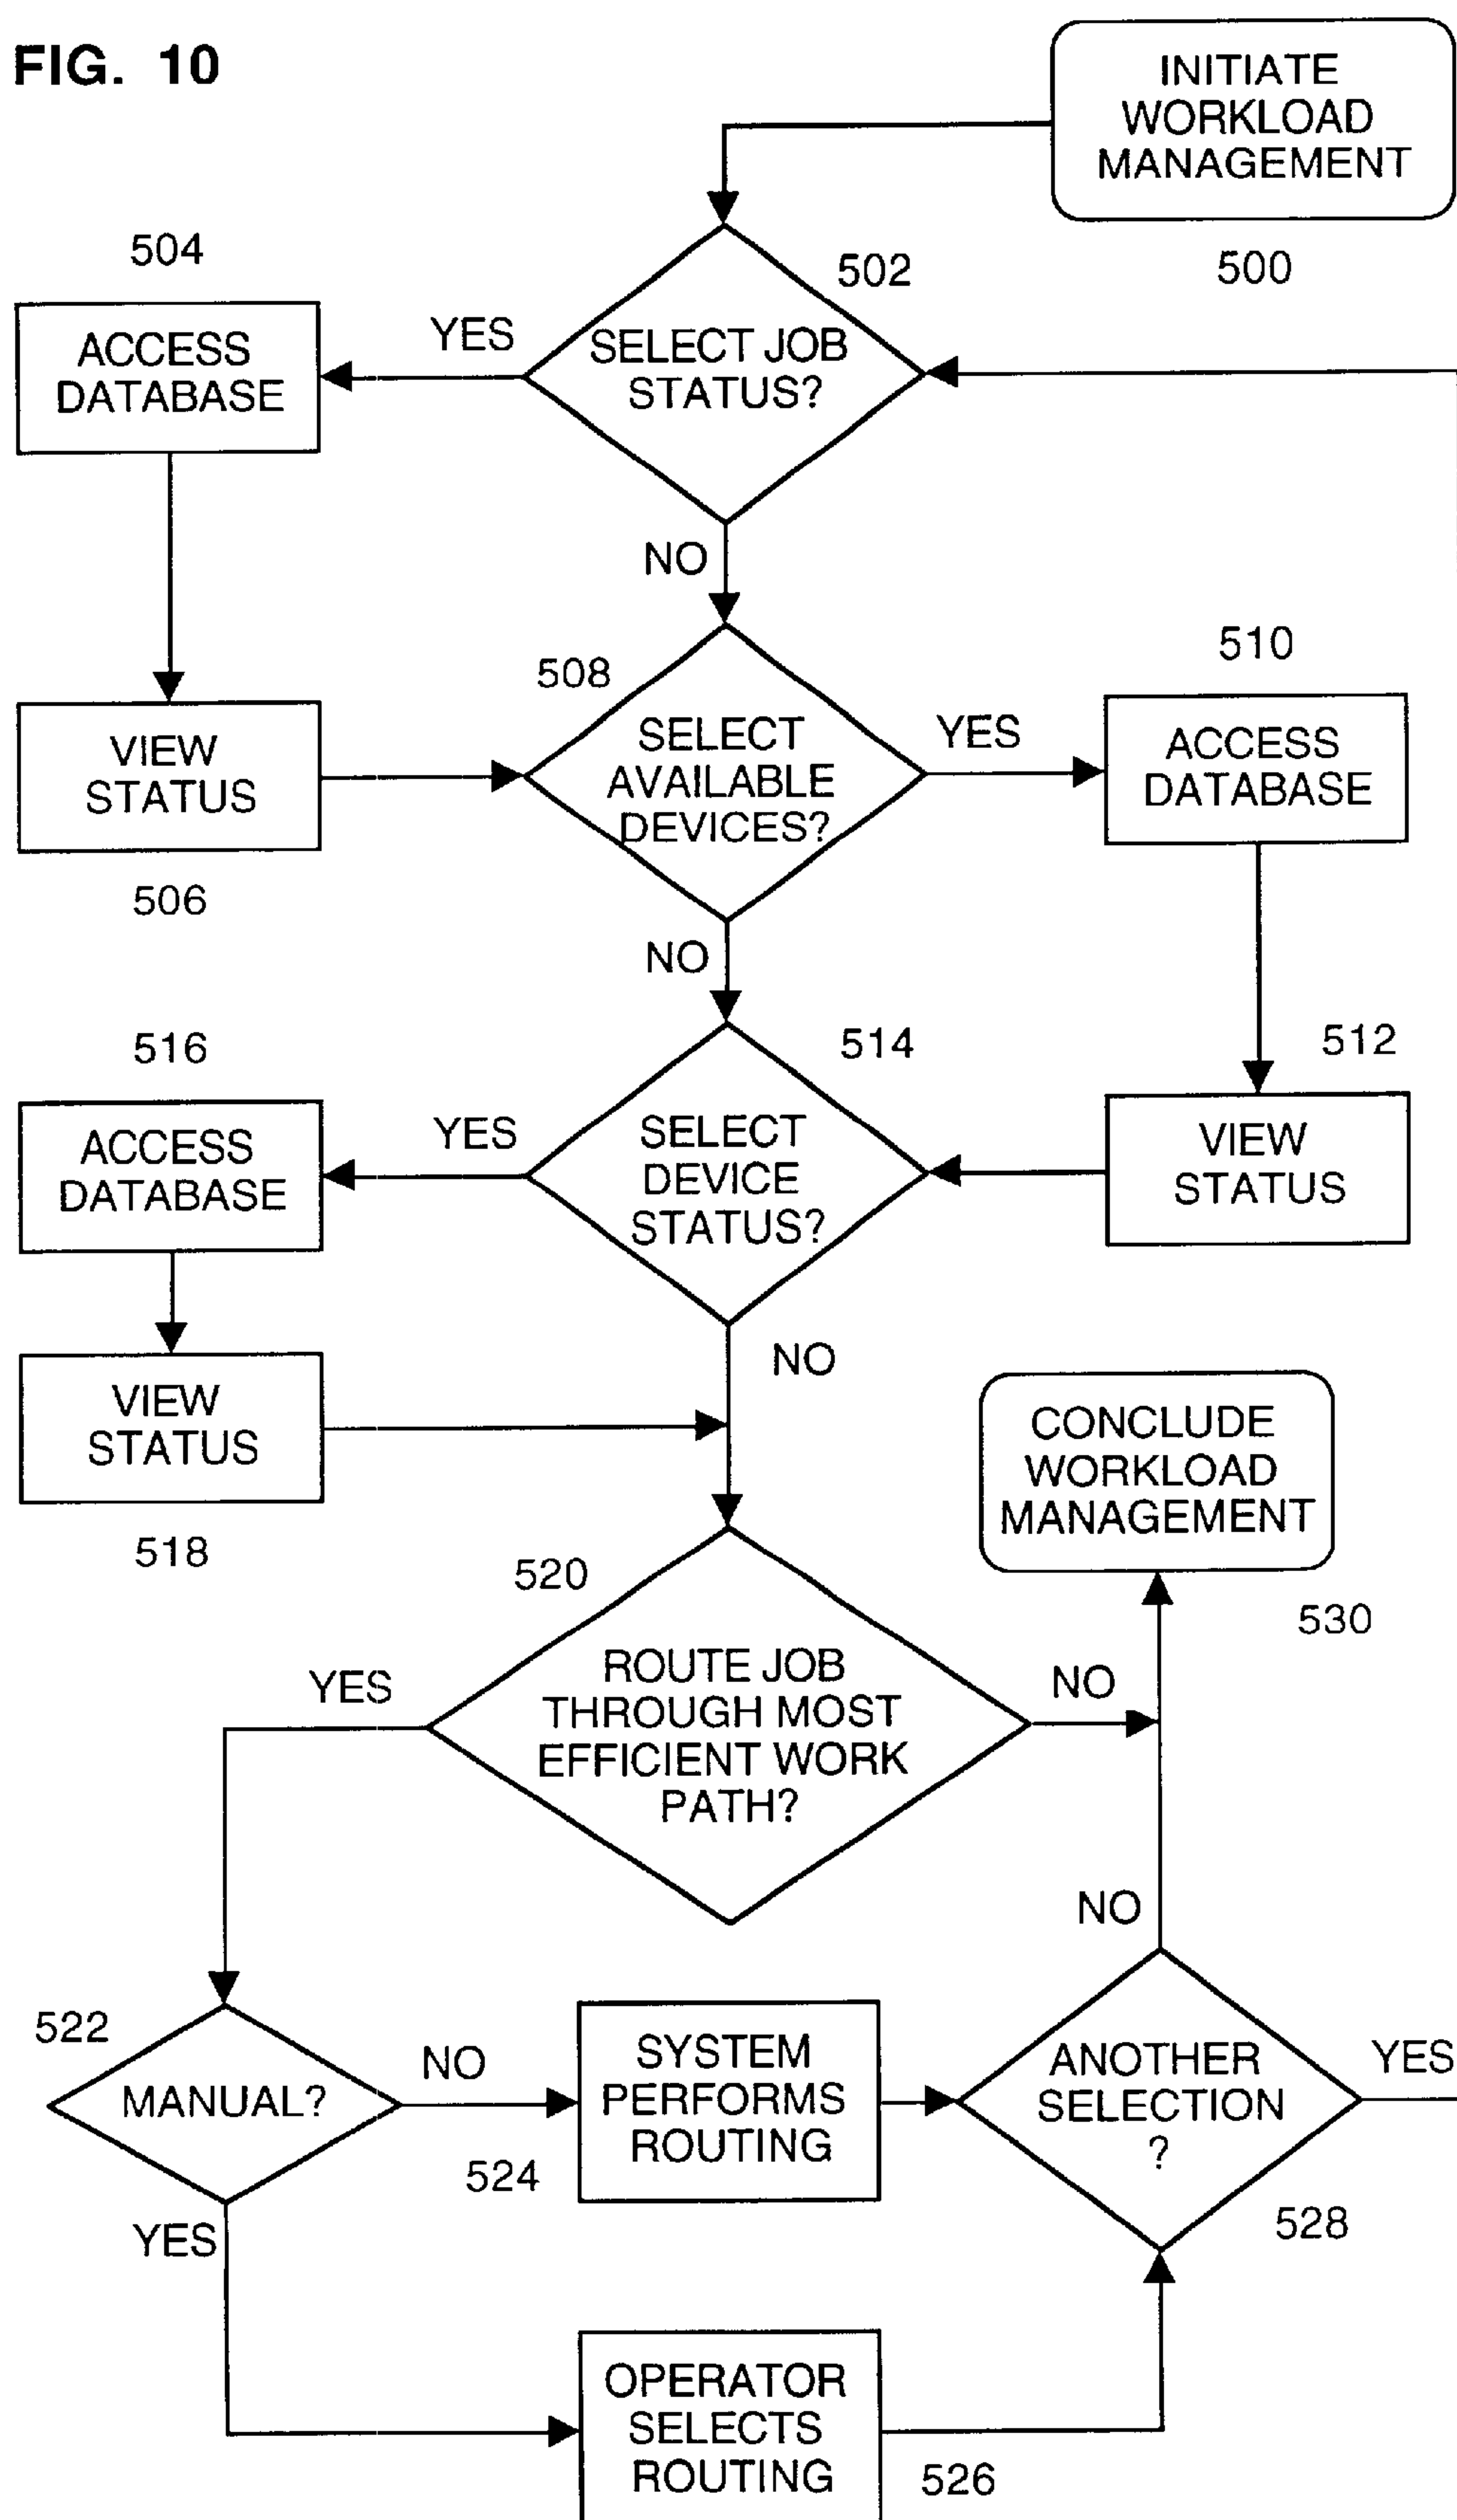 FIG. 10
INITIATE
WORKLOAD
MANAGEMENT
500
502
SELECT JOB
STATUS?
YES
504
ACCESS
DATABASE
NO
508
SELECT
AVAILABLE
DEVICES?
YES
510
ACCESS
DATABASE
VIEW
STATUS
506
NO
514
SELECT
DEVICE
STATUS?
512
VIEW
STATUS
YES
516
ACCESS
DATABASE
NO
VIEW
STATUS
518
CONCLUDE
WORKLOAD
MANAGEMENT
530
520
ROUTE JOB
THROUGH MOST
EFFICIENT WORK
PATH?
YES
NO
NO
522
MANUAL?
NO
524
SYSTEM
PERFORMS
ROUTING
ANOTHER
SELECTION
?
YES
528
YES
OPERATOR
SELECTS
ROUTING
526